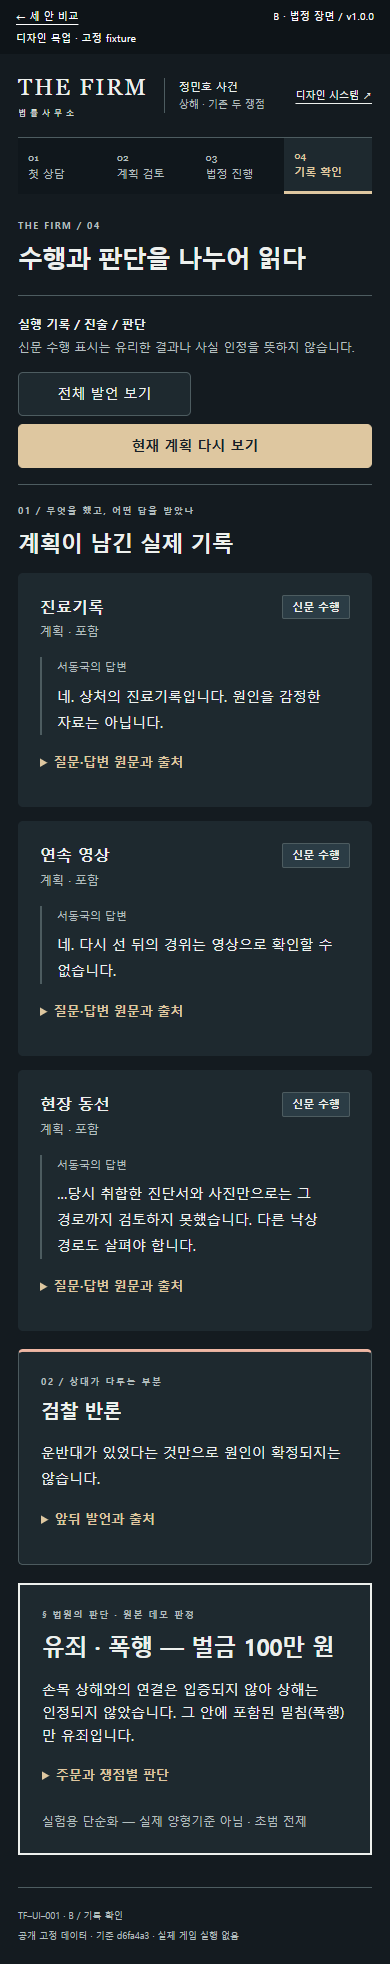 ← 세 안 비교
B · 법정 장면 / v1.0.0
디자인 목업 · 고정 fixture
THE FIRM
법률사무소
정민호 사건
상해 · 기존 두 쟁점
디자인 시스템 ↗
01
첫 상담
02
계획 검토
03
법정 진행
04
기록 확인
THE FIRM / 04
수행과 판단을 나누어 읽다
실행 기록 / 진술 / 판단
신문 수행 표시는 유리한 결과나 사실 인정을 뜻하지 않습니다.
전체 발언 보기
현재 계획 다시 보기
01 / 무엇을 했고, 어떤 답을 받았나
계획이 남긴 실제 기록
진료기록
신문 수행
계획 · 포함
서동국의 답변
네. 상처의 진료기록입니다. 원인을 감정한
자료는 아닙니다.
▶ 질문·답변 원문과 출처
연속 영상
신문 수행
계획 · 포함
서동국의 답변
네. 다시 선 뒤의 경위는 영상으로 확인할 수
없습니다.
▶ 질문·답변 원문과 출처
현장 동선
신문 수행
계획 · 포함
서동국의 답변
…당시 취합한 진단서와 사진만으로는 그
경로까지 검토하지 못했습니다. 다른 낙상
경로도 살펴야 합니다.
▶ 질문·답변 원문과 출처
02 / 상대가 다투는 부분
검찰 반론
운반대가 있었다는 것만으로 원인이 확정되지는
않습니다.
▶ 앞뒤 발언과 출처
§ 법원의 판단 · 원본 데모 판정
유죄 · 폭행 — 벌금 100만 원
손목 상해와의 연결은 입증되지 않아 상해는
인정되지 않았습니다. 그 안에 포함된 밀침(폭행)
만 유죄입니다.
▶ 주문과 쟁점별 판단
실험용 단순화 — 실제 양형기준 아님 · 초범 전제
TF-UI-001 · B / 기록 확인
공개 고정 데이터 · 기준 d6fa4a3 · 실제 게임 실행 없음